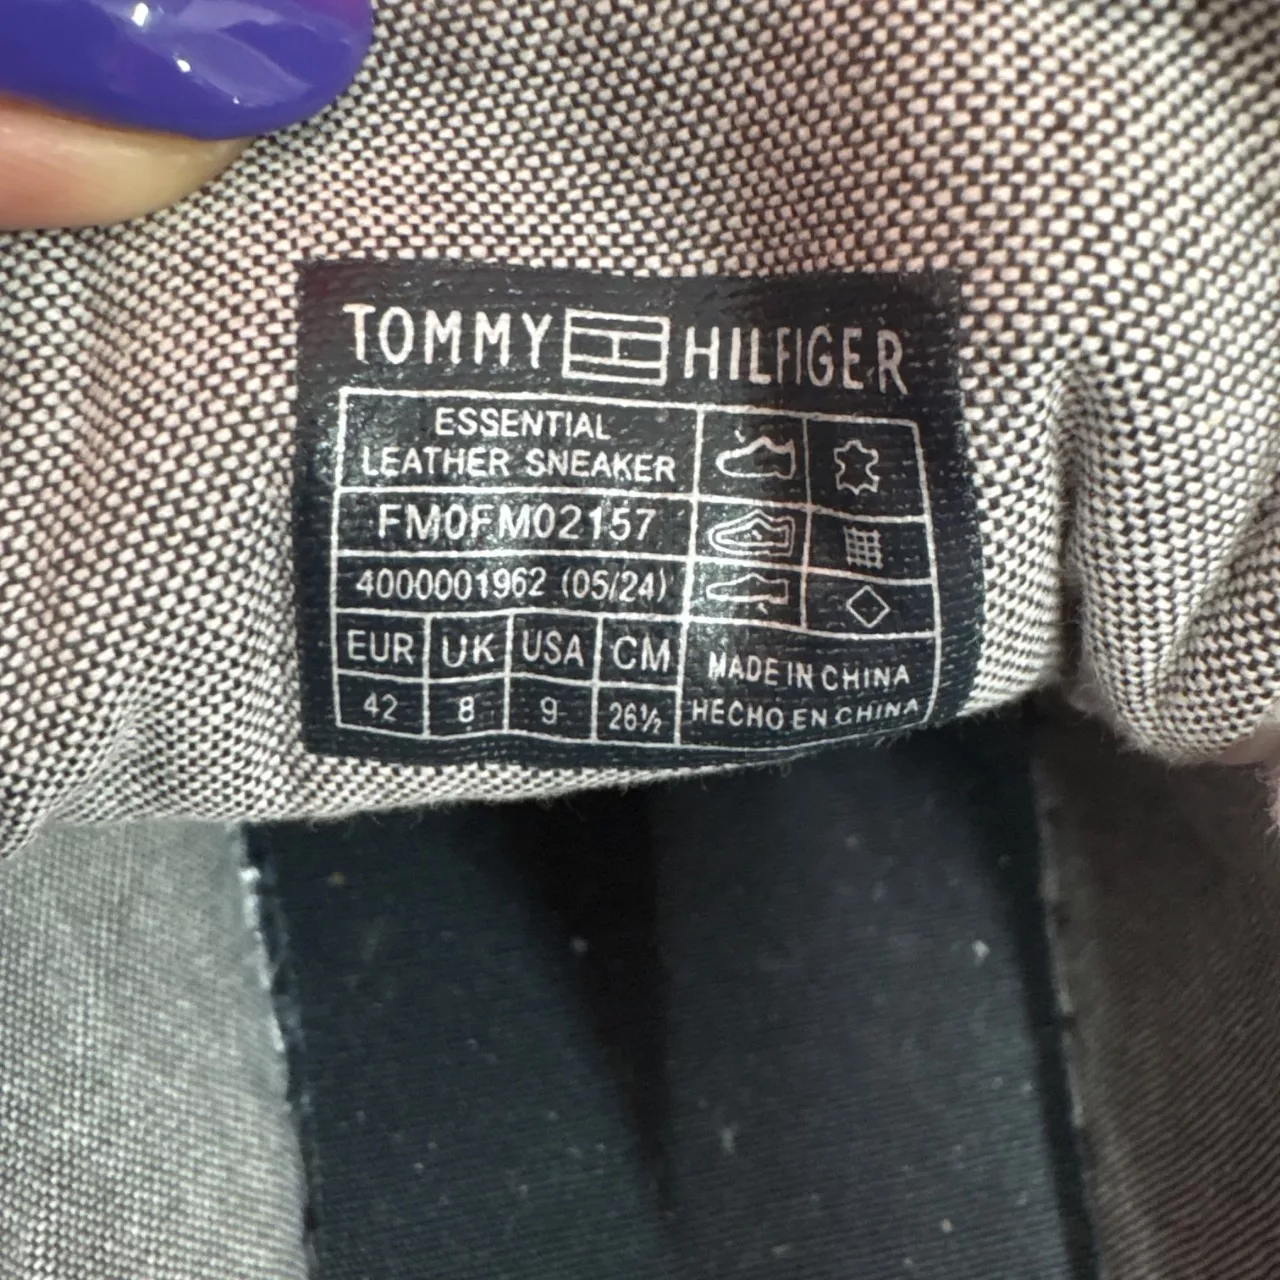 TOMMY HILFIGER
ESSENTIAL
LEATHER SNEAKER
FM0FM02157
4000001962 (05/24)
EUR UK USA CM
42 8 9 26½
MADE IN CHINA
HECHO EN CHINA